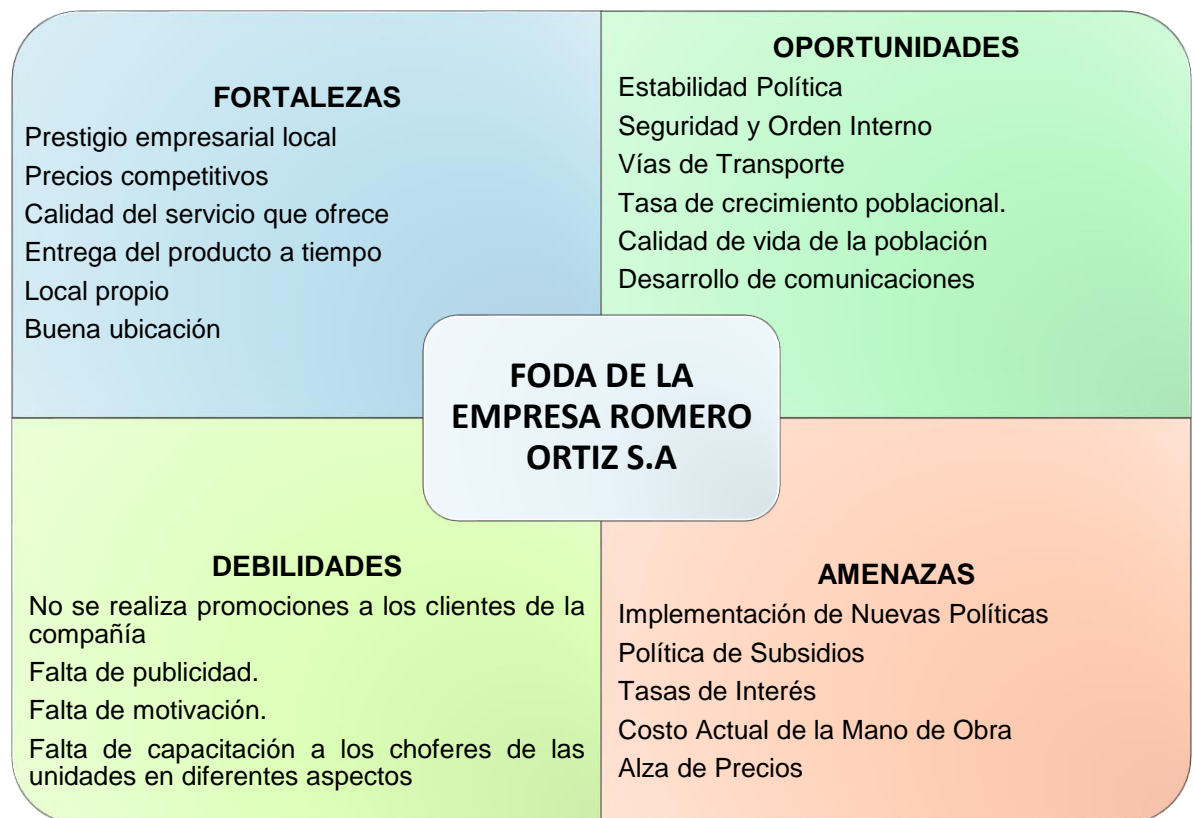 FORTALEZAS
Prestigio empresarial local
Precios competitivos
Calidad del servicio que ofrece
Entrega del producto a tiempo
Local propio
Buena ubicación
OPORTUNIDADES
Estabilidad Política
Seguridad y Orden Interno
Vías de Transporte
Tasa de crecimiento poblacional.
Calidad de vida de la población
Desarrollo de comunicaciones
FODA DE LA
EMPRESA ROMERO
ORTIZ S.A
DEBILIDADES
No se realiza promociones a los clientes de la
compañía
Falta de publicidad.
Falta de motivación.
Falta de capacitación a los choferes de las
unidades en diferentes aspectos
AMENAZAS
Implementación de Nuevas Políticas
Política de Subsidios
Tasas de Interés
Costo Actual de la Mano de Obra
Alza de Precios